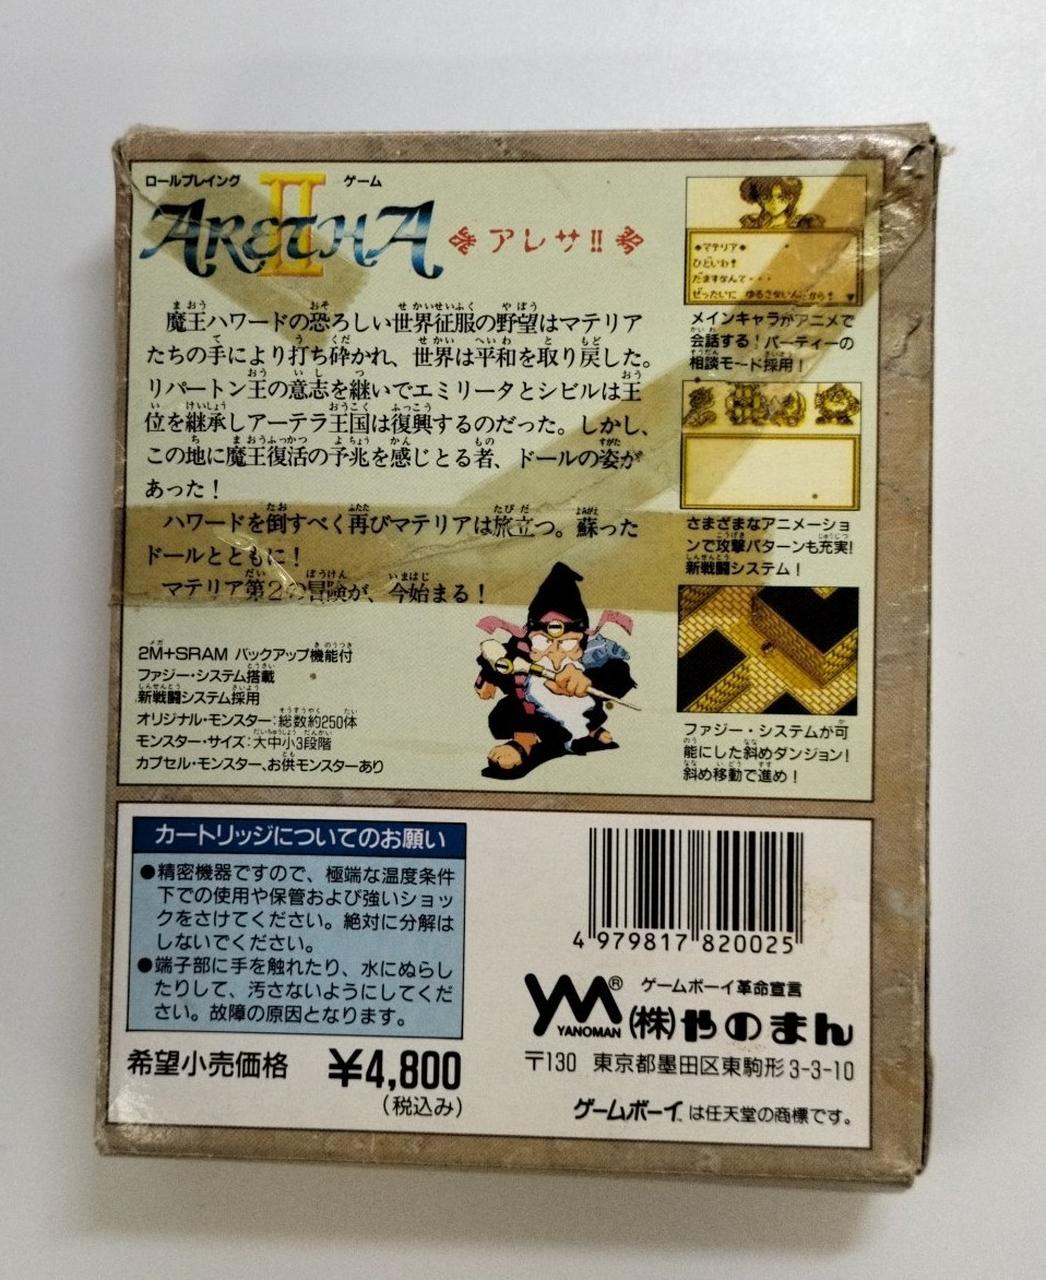 ロールプレイング ゲーム
ARETHA II
アレサII
魔王ハワードの恐ろしい世界征服の野望はマテリア
たちの手により打ち砕かれ、世界は平和を取り戻した。
リパートン王の意志を継いでエミリータとシビルは王
位を継承しアーテラ王国は復興するのだった。しかし、
この地に魔王復活の予兆を感じとる者、ドールの姿が
あった！
ハワードを倒すべく再びマテリアは旅立つ。蘇った
ドールとともに！
マテリア第2の冒険が、今始まる！
2M+SRAM バックアップ機能付
ファジー・システム搭載
新戦闘システム採用
オリジナル・モンスター：総数約250体
モンスター・サイズ：大中小3段階
カプセル・モンスター、お供モンスターあり
◆マテリア◆
ひどいわ！
だますなんて・・・
ぜったいに ゆるさないんだから！
メインキャラがアニメで
会話する！パーティーの
相談モード採用！
さまざまなアニメーショ
ンで攻撃パターンも充実！
新戦闘システム！
ファジー・システムが可
能にした斜めダンジョン！
斜め移動で進め！
カートリッジについてのお願い
●精密機器ですので、極端な温度条件
下での使用や保管および強いショッ
クをさけてください。絶対に分解は
しないでください。
●端子部に手を触れたり、水にぬらし
たりして、汚さないようにしてくだ
さい。故障の原因となります。
希望小売価格 ¥4,800
(税込み)
4 979817 820025
YM® YANOMAN
ゲームボーイ革命宣言
(株)やのまん
〒130 東京都墨田区東駒形3-3-10
ゲームボーイは任天堂の商標です。